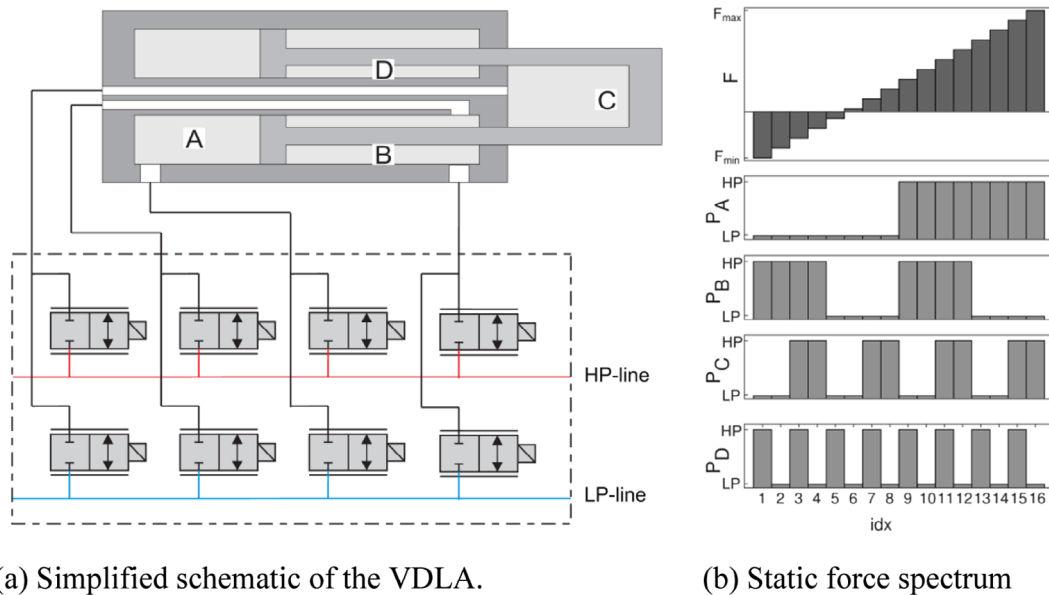 D
C
A
B
HP-line
LP-line
(a) Simplified schematic of the VDLA.
Fmax
F
Fmin
HP
PA
LP
HP
PB
LP
HP
PC
LP
HP
PD
LP
1 2 3 4 5 6 7 8 9 10 11 12 13 14 15 16
idx
(b) Static force spectrum